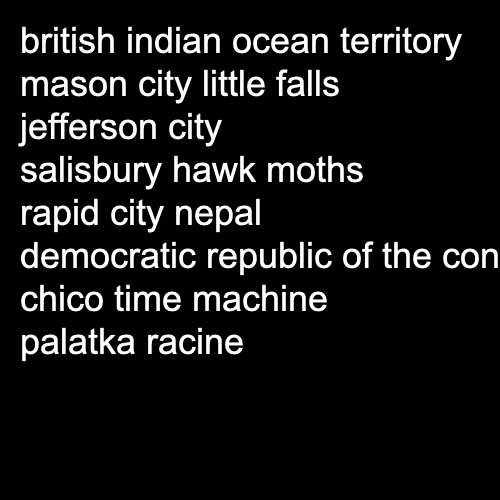 british indian ocean territory
mason city little falls
jefferson city
salisbury hawk moths
rapid city nepal
democratic republic of the con
chico time machine
palatka racine